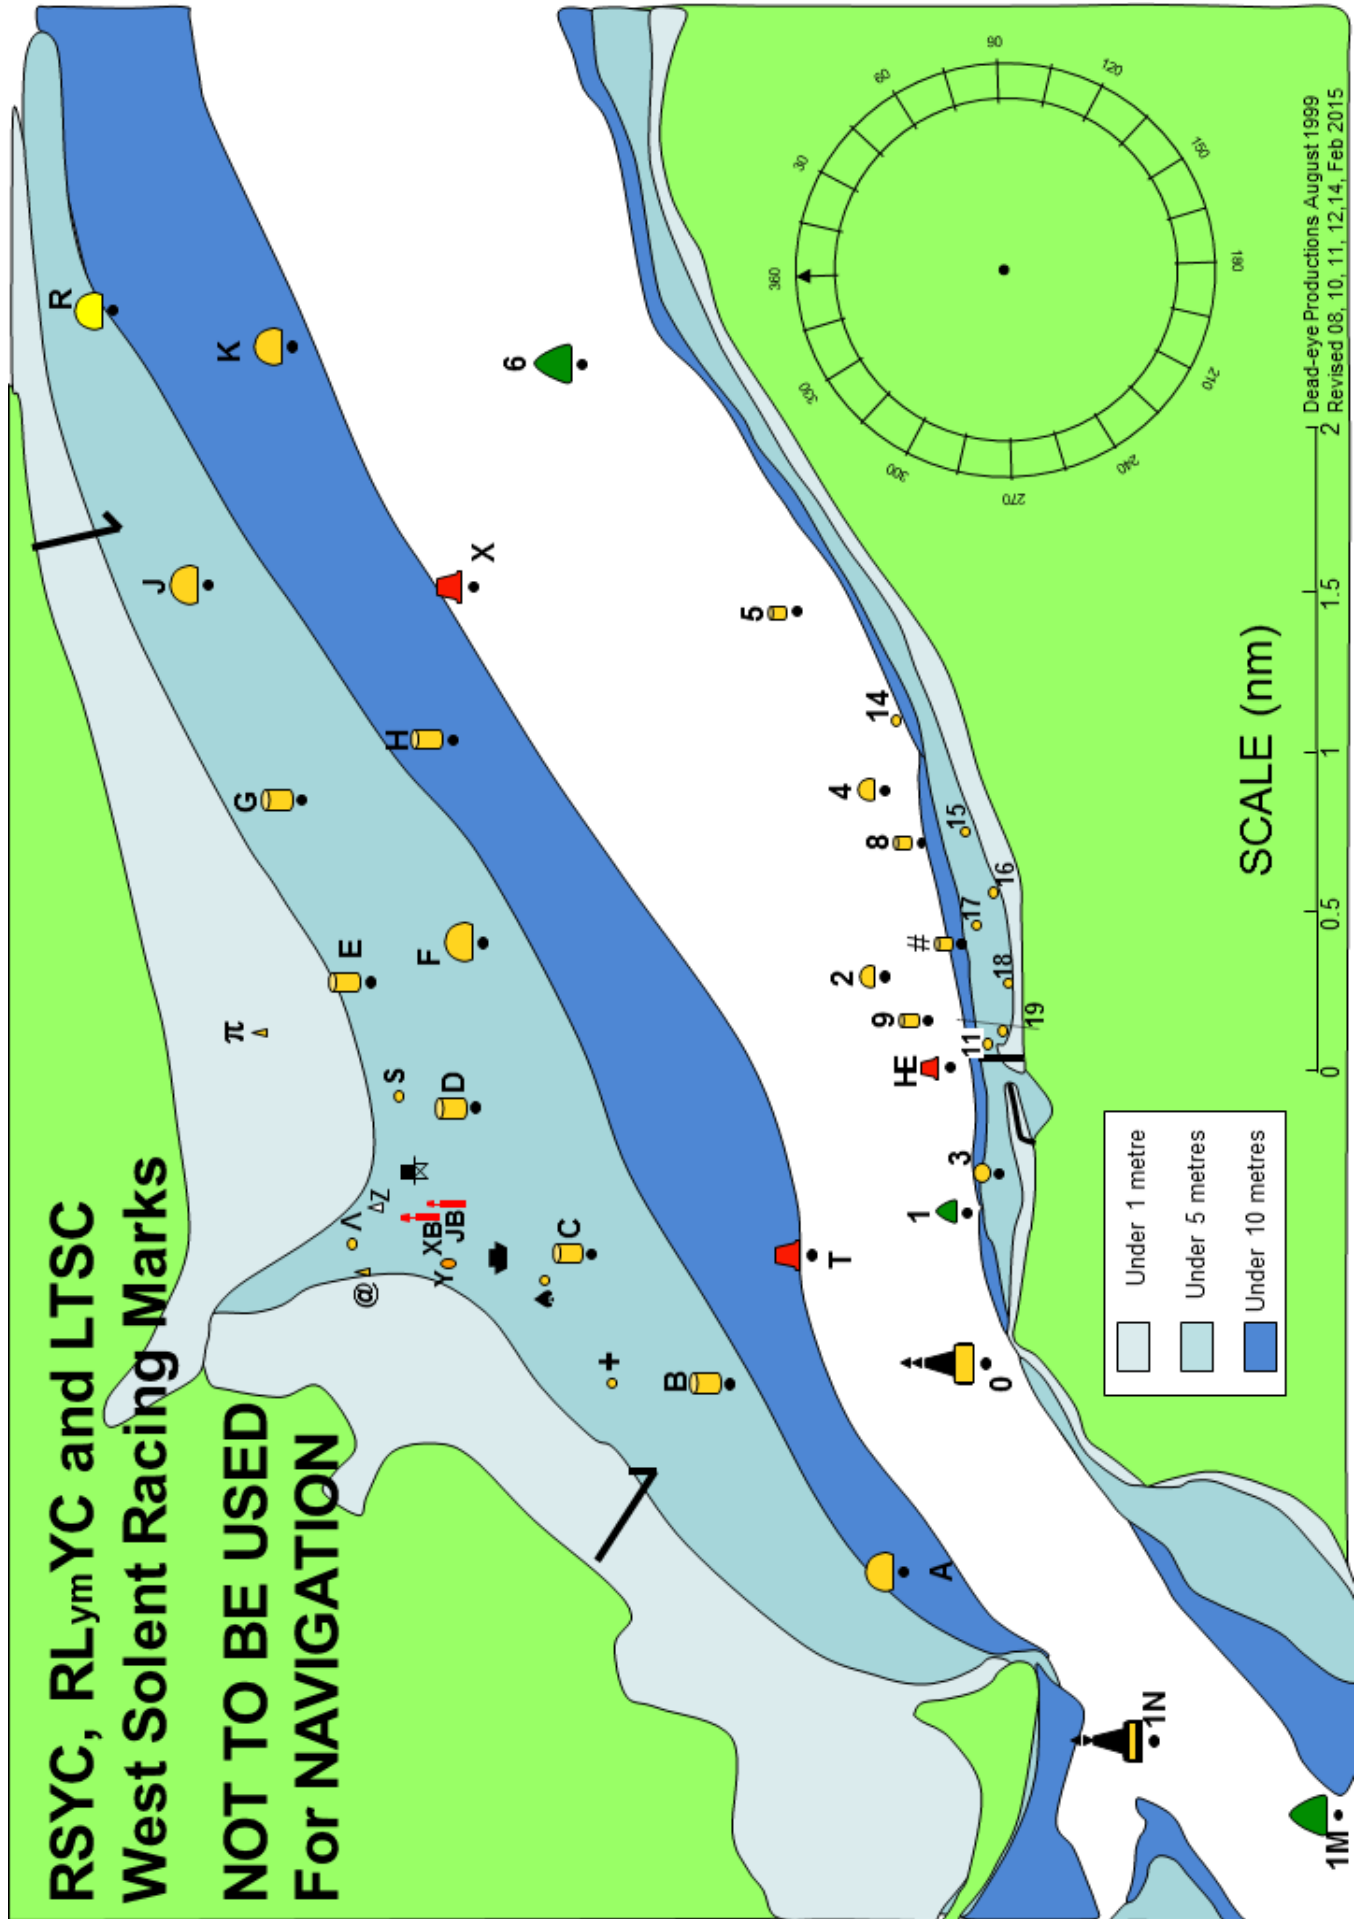 RSYC, RLymYC and LTSC
West Solent Racing Marks
NOT TO BE USED
For NAVIGATION
R
K
J
6
X
G
H
5
14
E
F
4
8
15
16
π
2
#
17
18
S
D
9
HE
11
19
Λ
Z
@
XB
JB
Y
C
♠
+
B
T
1
3
0
A
1N
1M
360
30
60
90
120
150
180
210
240
270
300
330
SCALE (nm)
0
0.5
1
1.5
2
Under 1 metre
Under 5 metres
Under 10 metres
Dead-eye Productions August 1999
Revised 08, 10, 11, 12,14, Feb 2015